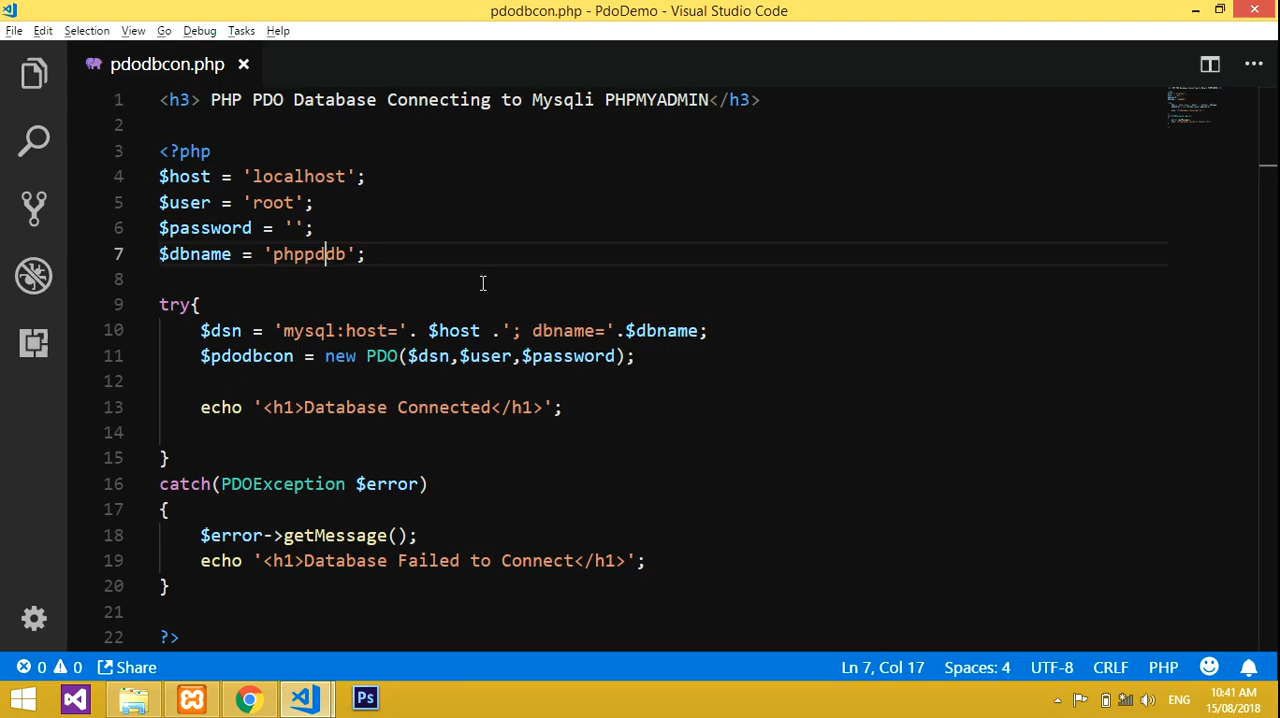 pdodbcon.php - PdoDemo - Visual Studio Code
File Edit Selection View Go Debug Tasks Help
pdodbcon.php
1 <h3> PHP PDO Database Connecting to Mysqli PHPMYADMIN</h3>
2
3 <?php
4 $host = 'localhost';
5 $user = 'root';
6 $password = '';
7 $dbname = 'phppddb';
8
9 try{
10 $dsn = 'mysql:host='. $host .'; dbname='.$dbname;
11 $pdodbcon = new PDO($dsn,$user,$password);
12
13 echo '<h1>Database Connected</h1>';
14
15 }
16 catch(PDOException $error)
17 {
18 $error->getMessage();
19 echo '<h1>Database Failed to Connect</h1>';
20 }
21
22 ?>
0 0 Share Ln 7, Col 17 Spaces: 4 UTF-8 CRLF PHP
Ps ENG 10:41 AM
15/08/2018